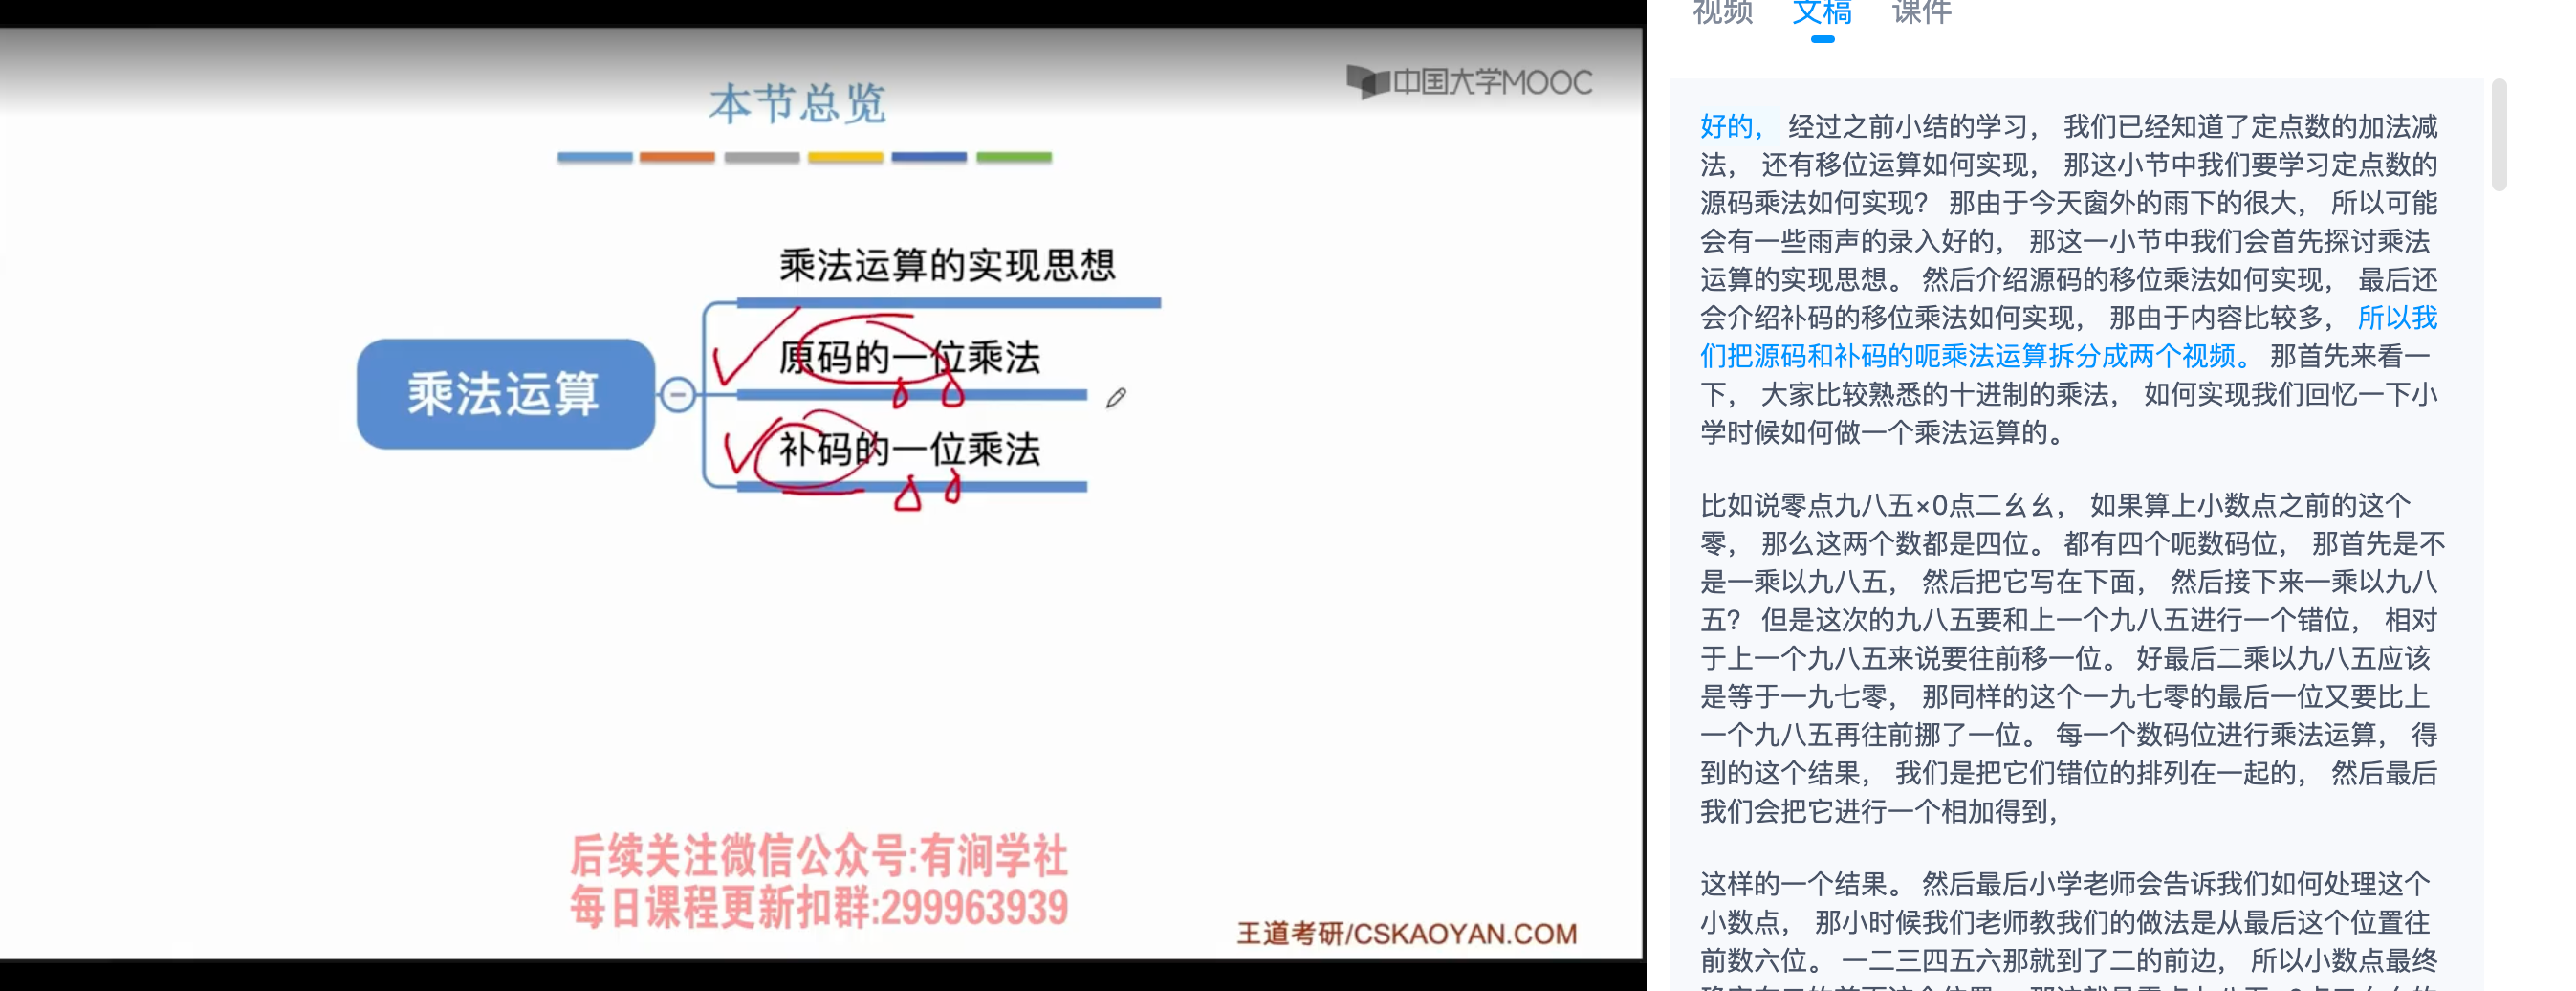 本节总览
中国大学MOOC
乘法运算
乘法运算的实现思想
原码的一位乘法
补码的一位乘法
后续关注微信公众号:有涧学社
每日课程更新扣群:299963939
王道考研/CSKAOYAN.COM
视频 文稿 课件
好的， 经过之前小结的学习， 我们已经知道了定点数的加法减
法， 还有移位运算如何实现， 那这小节中我们要学习定点数的
源码乘法如何实现？ 那由于今天窗外的雨下的很大， 所以可能
会有一些雨声的录入好的， 那这一小节中我们会首先探讨乘法
运算的实现思想。 然后介绍源码的移位乘法如何实现， 最后还
会介绍补码的移位乘法如何实现， 那由于内容比较多， 所以我
们把源码和补码的呃乘法运算拆分成两个视频。 那首先来看一
下， 大家比较熟悉的十进制的乘法， 如何实现我们回忆一下小
学时候如何做一个乘法运算的。
比如说零点九八五×0点二幺幺， 如果算上小数点之前的这个
零， 那么这两个数都是四位。 都有四个呃数码位， 那首先是不
是一乘以九八五， 然后把它写在下面， 然后接下来一乘以九八
五？ 但是这次的九八五要和上一个九八五进行一个错位， 相对
于上一个九八五来说要往前移一位。 好最后二乘以九八五应该
是等于一九七零， 那同样的这个一九七零的最后一位又要比上
一个九八五再往前挪了一位。 每一个数码位进行乘法运算， 得
到的这个结果， 我们是把它们错位的排列在一起的， 然后最后
我们会把它进行一个相加得到，
这样的一个结果。 然后最后小学老师会告诉我们如何处理这个
小数点， 那小时候我们老师教我们的做法是从最后这个位置往
前数六位。 一二三四五六那就到了二的前边， 所以小数点最终